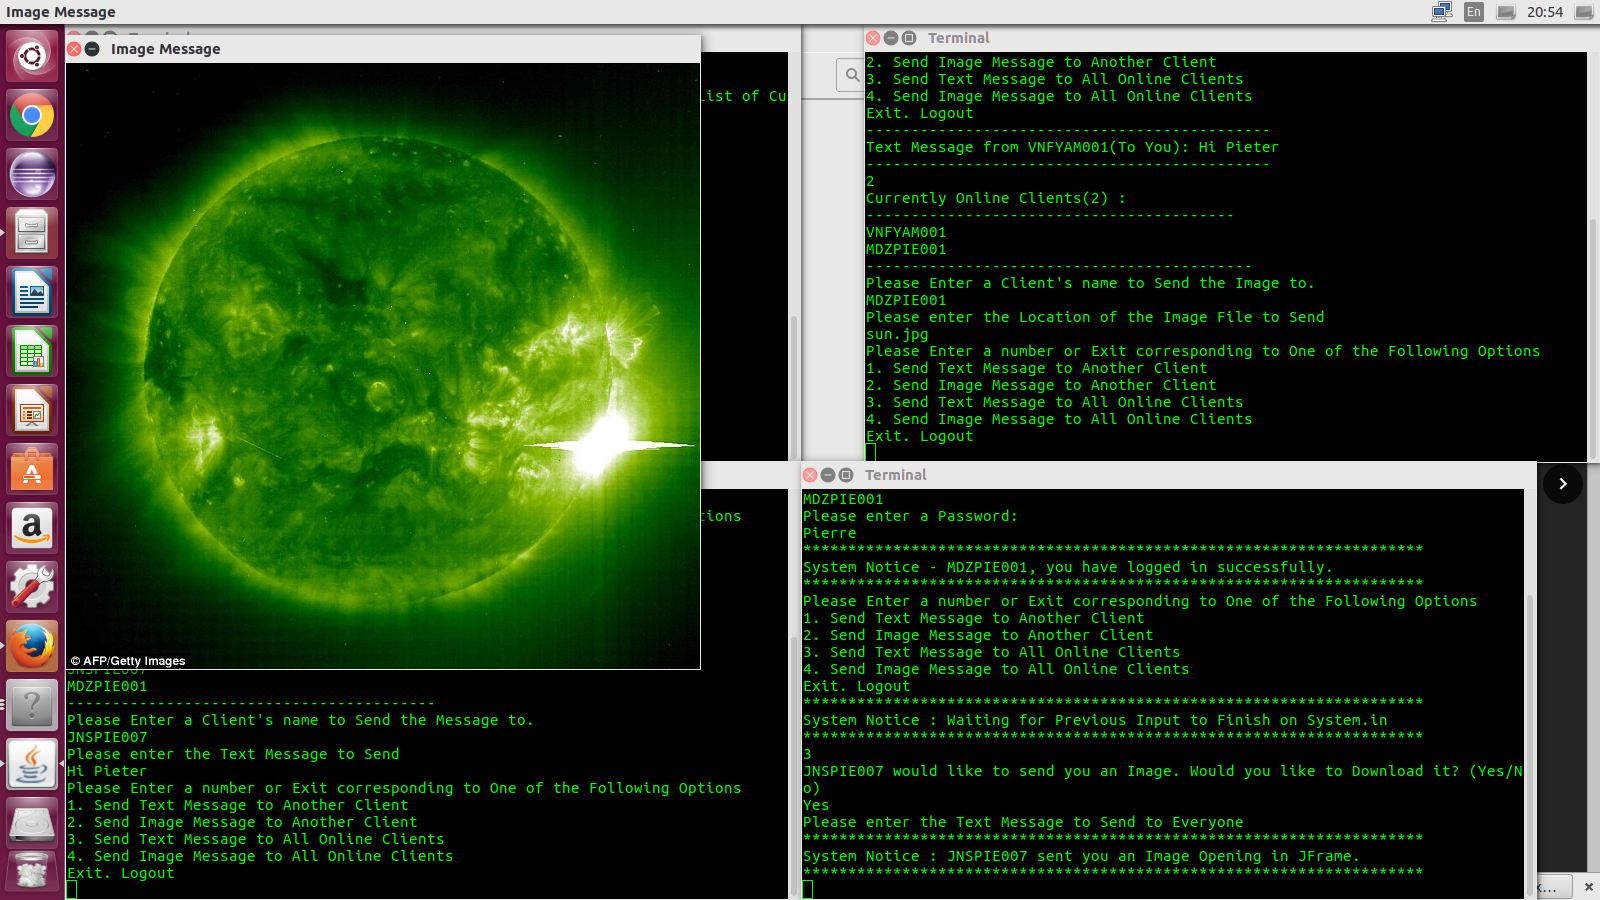 Image Message
En
20:54
Image Message
© AFP/Getty Images
List of Cu
tions
MDZPIE001
-----------------------------------------
Please Enter a Client's name to Send the Message to.
JNSPIE007
Please enter the Text Message to Send
Hi Pieter
Please Enter a number or Exit corresponding to One of the Following Options
1. Send Text Message to Another Client
2. Send Image Message to Another Client
3. Send Text Message to All Online Clients
4. Send Image Message to All Online Clients
Exit. Logout
Terminal
2. Send Image Message to Another Client
3. Send Text Message to All Online Clients
4. Send Image Message to All Online Clients
Exit. Logout
---------------------------------------------
Text Message from VNFYAM001(To You): Hi Pieter
---------------------------------------------
2
Currently Online Clients(2) :
-----------------------------------------
VNFYAM001
MDZPIE001
-------------------------------------------
Please Enter a Client's name to Send the Image to.
MDZPIE001
Please enter the Location of the Image File to Send
sun.jpg
Please Enter a number or Exit corresponding to One of the Following Options
1. Send Text Message to Another Client
2. Send Image Message to Another Client
3. Send Text Message to All Online Clients
4. Send Image Message to All Online Clients
Exit. Logout
Terminal
MDZPIE001
Please enter a Password:
Pierre
*********************************************************************
System Notice - MDZPIE001, you have logged in successfully.
*********************************************************************
Please Enter a number or Exit corresponding to One of the Following Options
1. Send Text Message to Another Client
2. Send Image Message to Another Client
3. Send Text Message to All Online Clients
4. Send Image Message to All Online Clients
Exit. Logout
*********************************************************************
System Notice : Waiting for Previous Input to Finish on System.in
*********************************************************************
3
JNSPIE007 would like to send you an Image. Would you like to Download it? (Yes/N
o)
Yes
Please enter the Text Message to Send to Everyone
*********************************************************************
System Notice : JNSPIE007 sent you an Image Opening in JFrame.
*********************************************************************